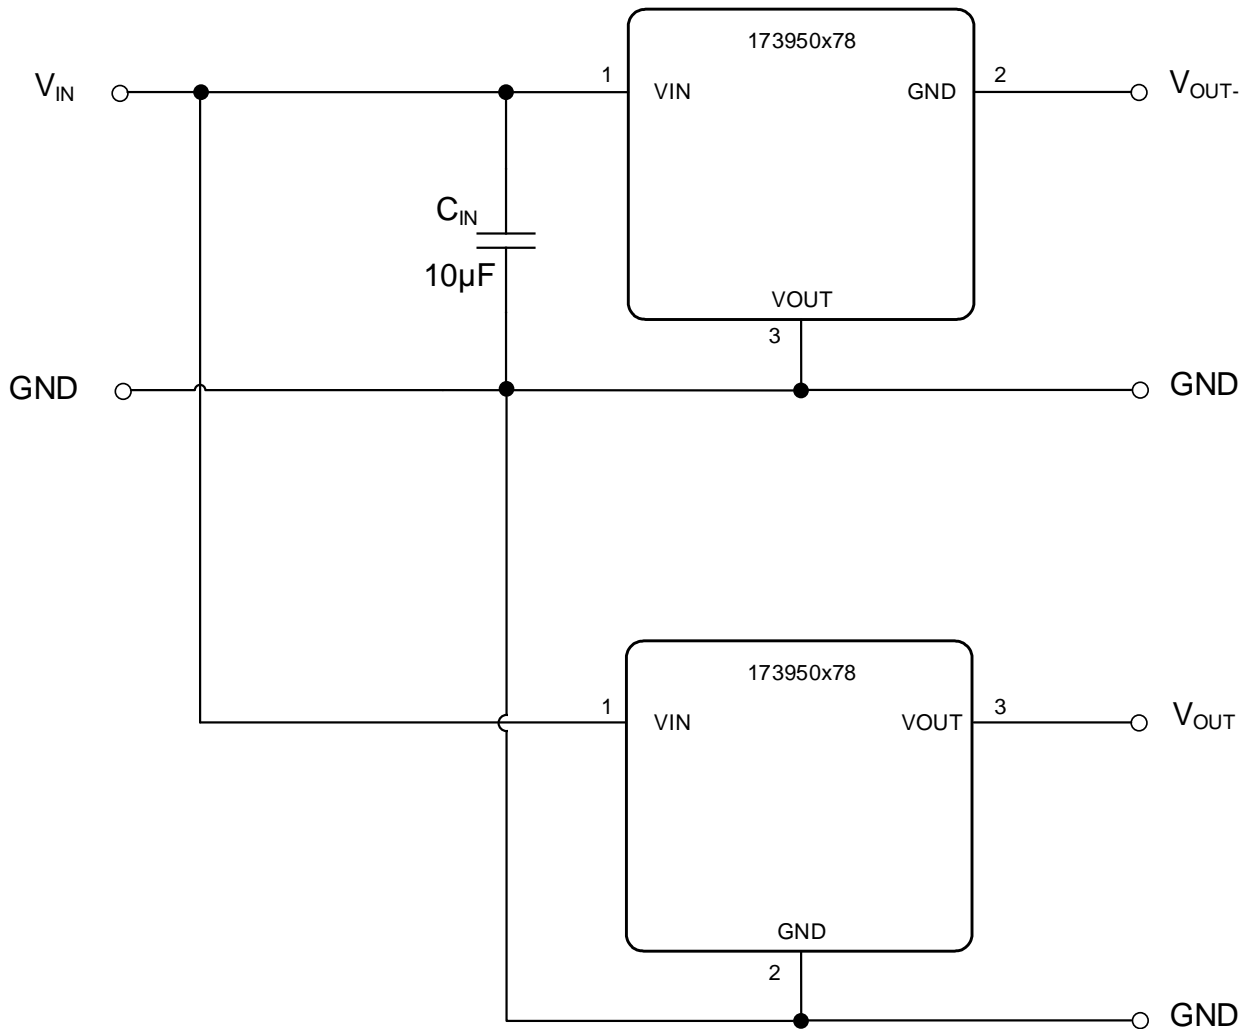 173950x78
V_IN
1
VIN
GND
2
V_OUT-
C_IN
10µF
VOUT
3
GND
GND
173950x78
1
VIN
VOUT
3
V_OUT
GND
2
GND